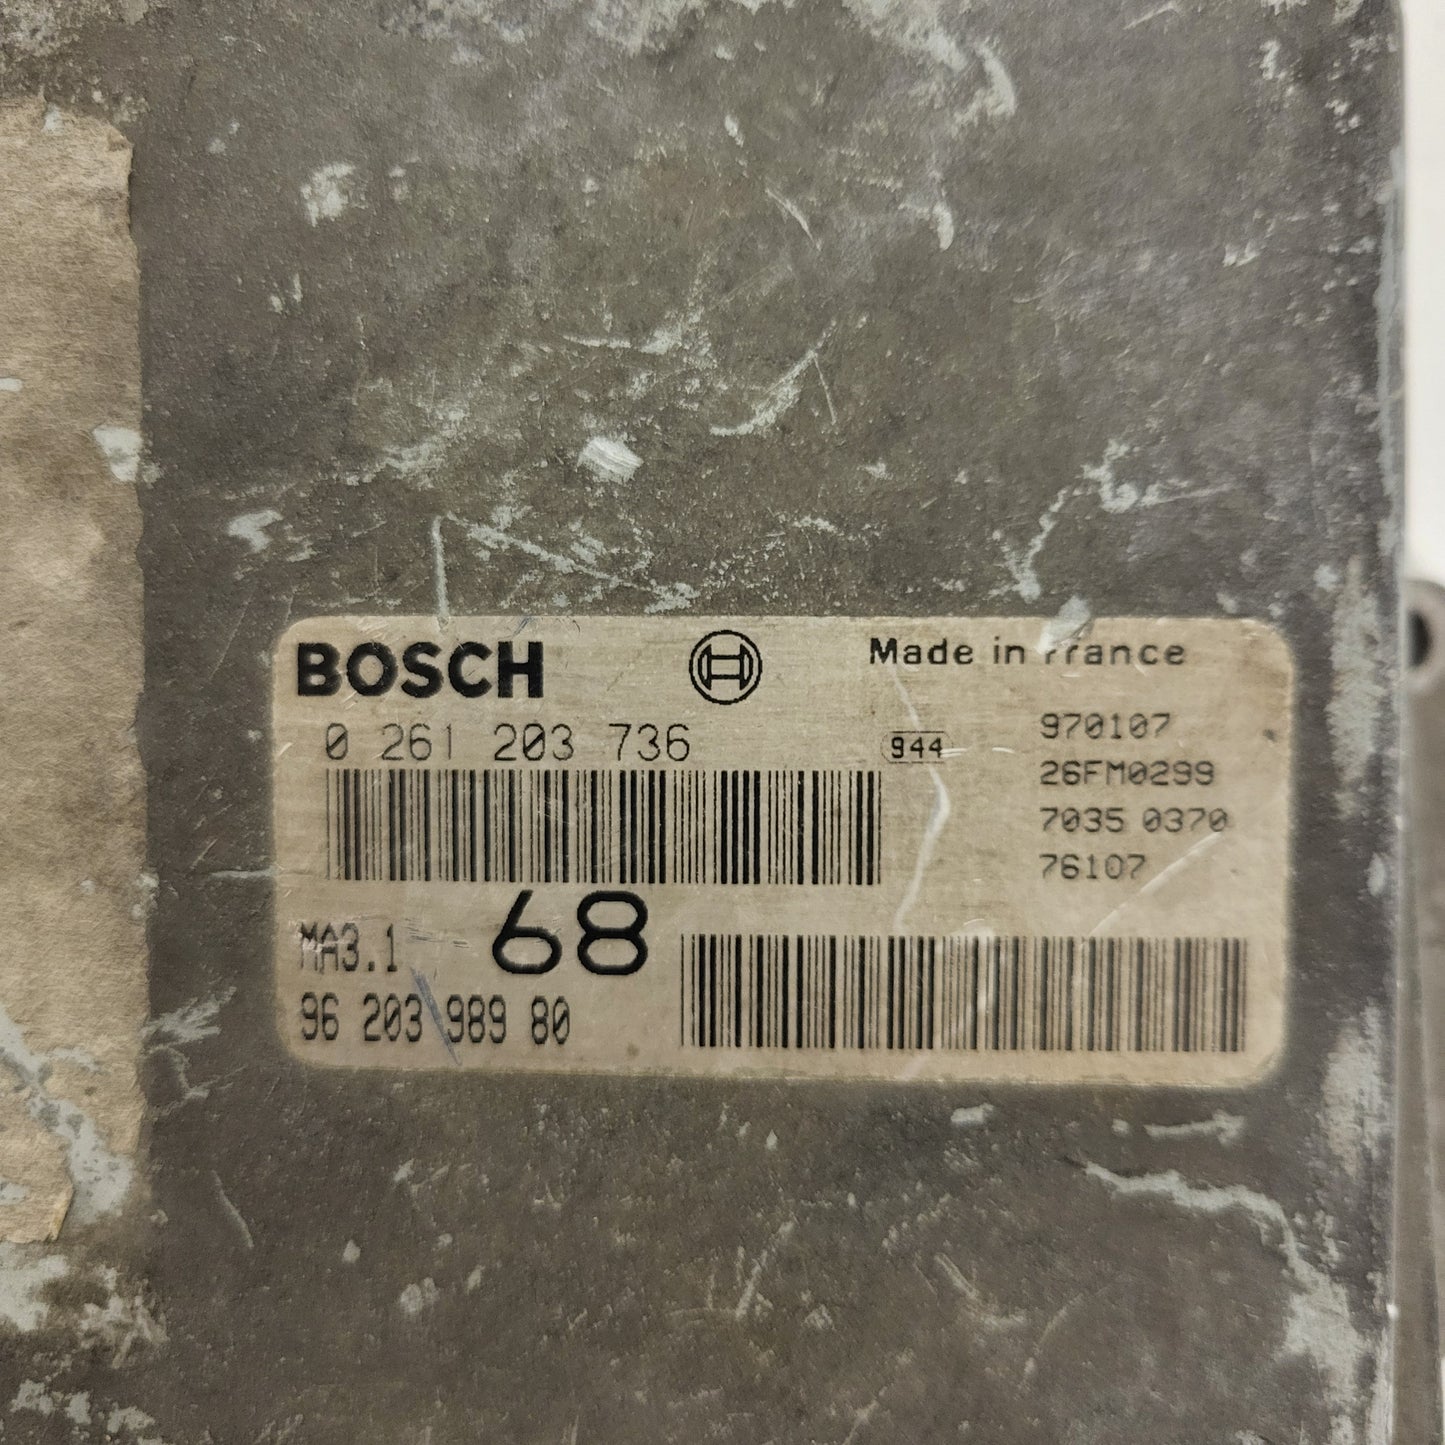 BOSCH
Made in France
0 261 203 736
944
970107
26FM0299
7035 0370
76107
MA3.1
68
96 203 989 80